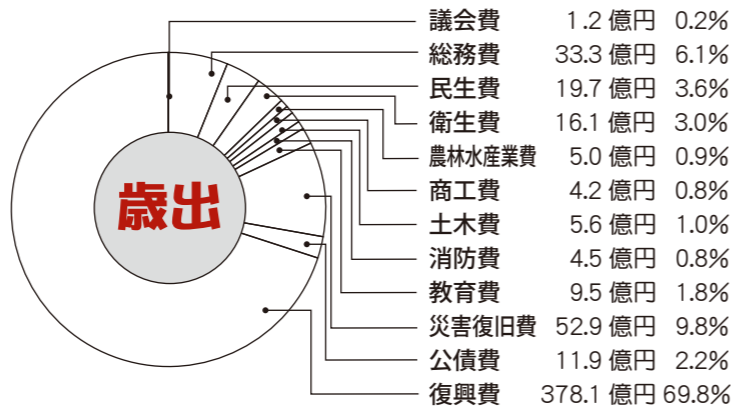 歳出
議会費 1.2 億円 0.2%
総務費 33.3 億円 6.1%
民生費 19.7 億円 3.6%
衛生費 16.1 億円 3.0%
農林水産業費 5.0 億円 0.9%
商工費 4.2 億円 0.8%
土木費 5.6 億円 1.0%
消防費 4.5 億円 0.8%
教育費 9.5 億円 1.8%
災害復旧費 52.9 億円 9.8%
公債費 11.9 億円 2.2%
復興費 378.1 億円 69.8%